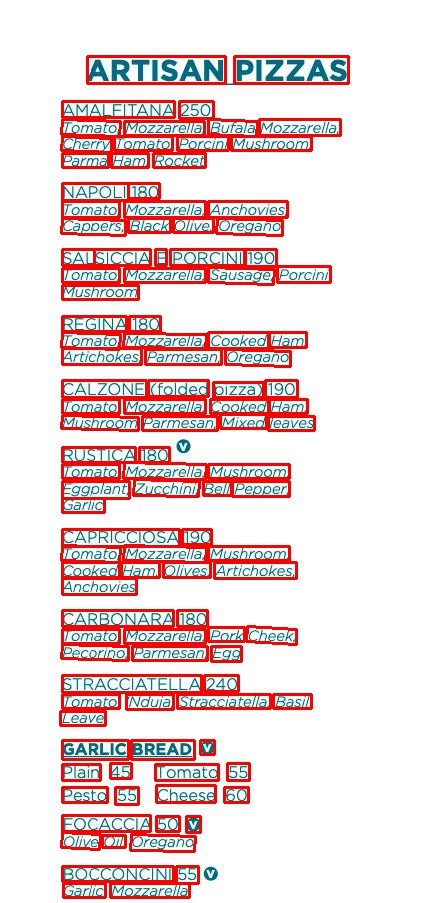 ARTISAN PIZZAS
AMALFITANA 250
Tomato, Mozzarella, Bufala Mozzarella,
Cherry Tomato, Porcini, Mushroom
Parma Ham, Rocket
NAPOLI 180
Tomato, Mozzarella, Anchovies,
Cappers, Black Olive, Oregano
SALSICCIA E PORCINI 190
Tomato, Mozzarella, Sausage, Porcini
Mushroom
REGINA 180
Tomato, Mozzarella, Cooked Ham,
Artichokes, Parmesan, Oregano
CALZONE (folded pizza) 190
Tomato, Mozzarella, Cooked Ham,
Mushroom, Parmesan, Mixed leaves
RUSTICA 180 V
Tomato, Mozzarella, Mushroom,
Eggplant, Zucchini, Bell Pepper,
Garlic
CAPRICCIOSA 190
Tomato, Mozzarella, Mushroom,
Cooked Ham, Olives, Artichokes,
Anchovies
CARBONARA 180
Tomato, Mozzarella, Pork Cheek,
Pecorino, Parmesan, Egg
STRACCIATELLA 240
Tomato, 'Nduja, Stracciatella, Basil
Leave
GARLIC BREAD V
Plain 45 Tomato 55
Pesto 55 Cheese 60
FOCACCIA 50 V
Olive Oil, Oregano
BOCCONCINI 55 V
Garlic, Mozzarella